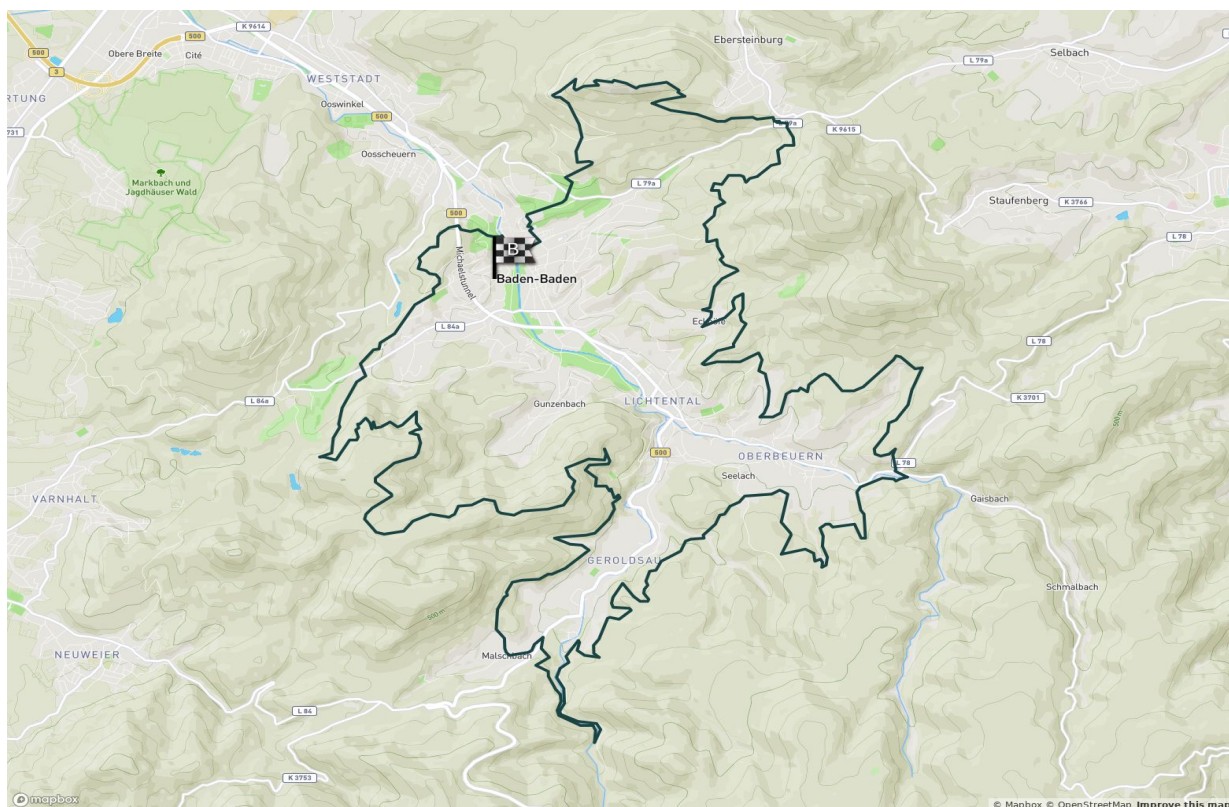 K 9614
500
Obere Breite
Cité
500
3
WESTSTADT
Ooswinkel
500
Oosscheuern
RTUNG
731
Markbach und
Jagdhäuser Wald
Ebersteinburg
Selbach
L 79a
K 9615
L 79a
Staufenberg
K 3766
L 78
500
B
Baden-Baden
Michaelstunnel
L 84a
L 84a
Gunzenbach
LICHTENTAL
L 78
K 3701
500 m
500
OBERBEUERN
Seelach
L 78
Gaisbach
VARNHALT
GEROLDSAU
Schmalbach
500 m
NEUWEIER
Malschbach
L 84
K 3753
mapbox
© Mapbox © OpenStreetMap Improve this map